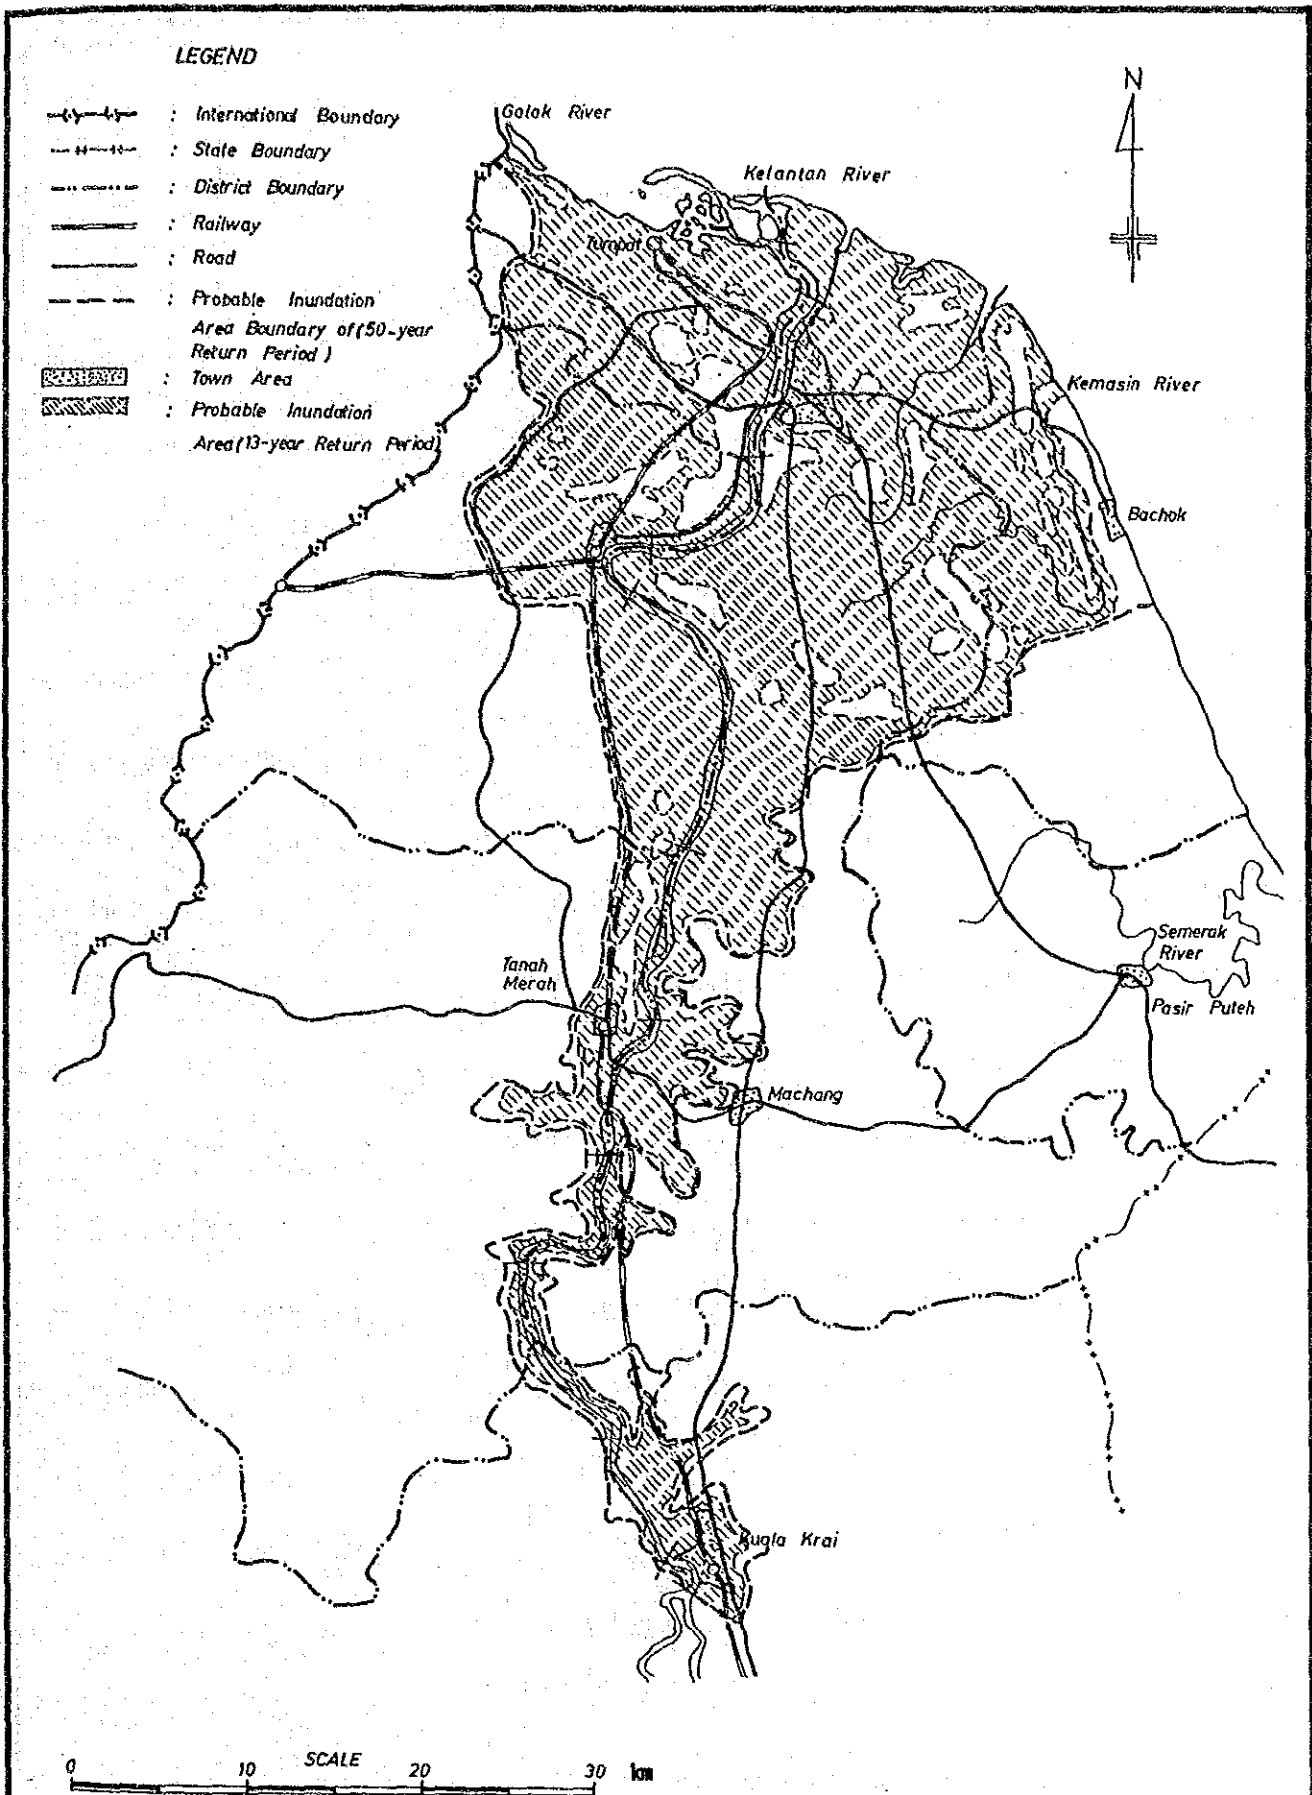 LEGEND
: International Boundary
: State Boundary
: District Boundary
: Railway
: Road
: Probable Inundation
Area Boundary of (50-year
Return Period )
: Town Area
: Probable Inundation
Area (13-year Return Period)
N
Golok River
Kelantan River
Tumpat
Kemasin River
Bachok
Semerak
River
Pasir Puteh
Tanah
Merah
Machang
Kuala Krai
SCALE
0 10 20 30 km